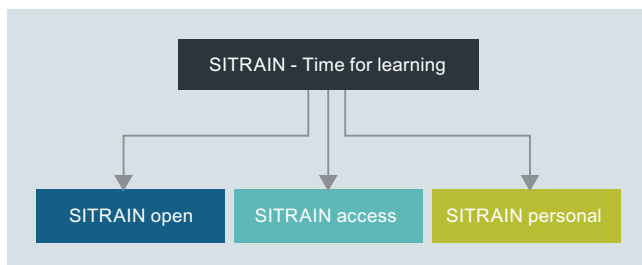 SITRAIN - Time for learning
SITRAIN open
SITRAIN access
SITRAIN personal